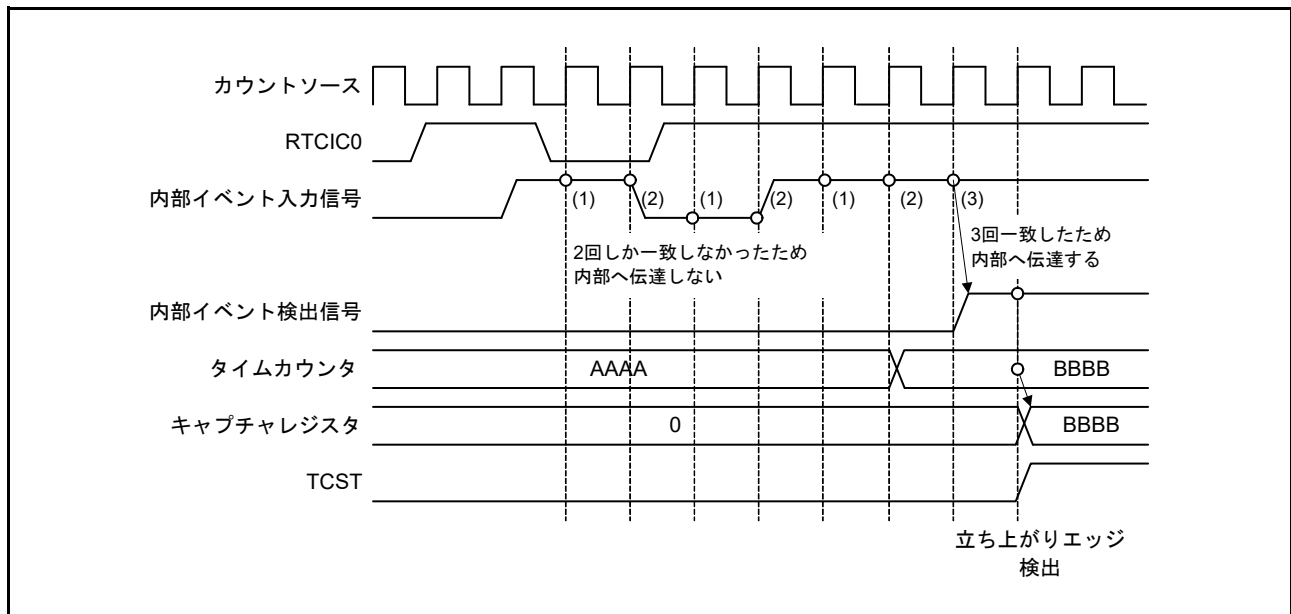 カウントソース
RTCIC0
内部イベント入力信号
(1) (2) (1) (2) (1) (2) (3)
2回しか一致しなかったため
内部へ伝達しない
3回一致したため
内部へ伝達する
内部イベント検出信号
タイムカウンタ AAAA BBBB
キャプチャレジスタ 0 BBBB
TCST
立ち上がりエッジ
検出